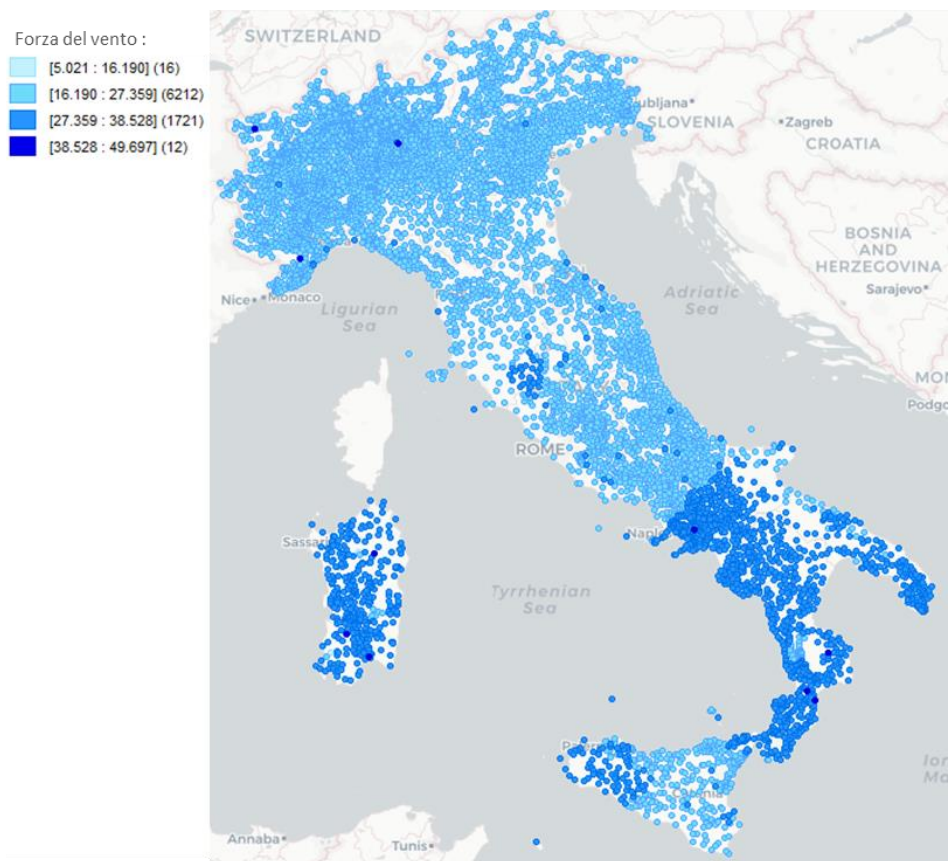 Forza del vento :
[5.021 : 16.190] (16)
[16.190 : 27.359] (6212)
[27.359 : 38.528] (1721)
[38.528 : 49.697] (12)
SWITZERLAND
SLOVENIA
Zagreb
CROATIA
BOSNIA
AND
HERZEGOVINA
Sarajevo
Nice
Monaco
Ligurian
Sea
Adriatic
Sea
ROME
Tyrrhenian
Sea
Annaba
Tunis